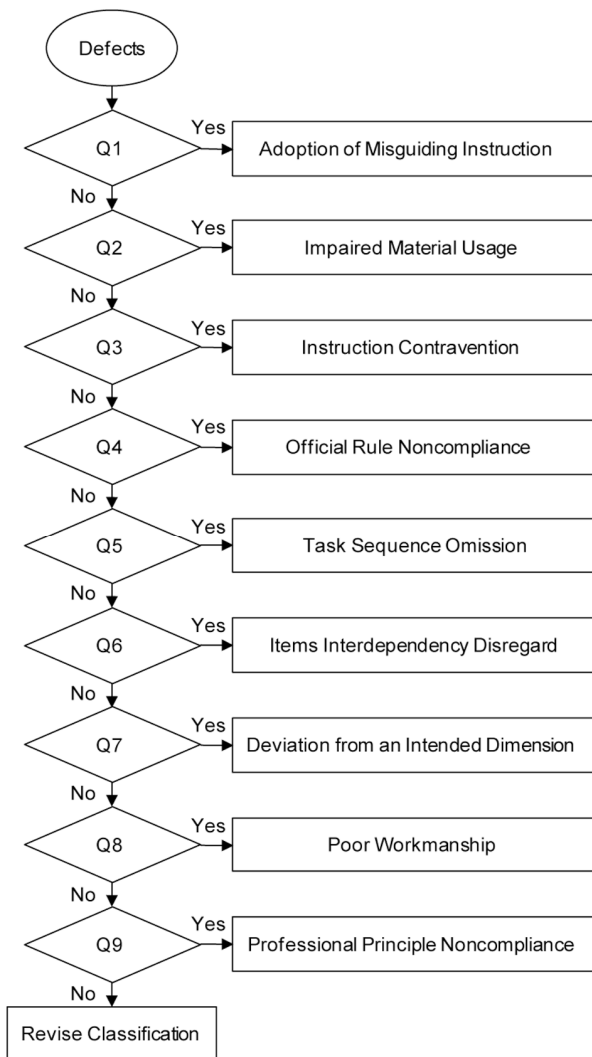 Defects
Q1
Yes
Adoption of Misguiding Instruction
No
Q2
Yes
Impaired Material Usage
No
Q3
Yes
Instruction Contravention
No
Q4
Yes
Official Rule Noncompliance
No
Q5
Yes
Task Sequence Omission
No
Q6
Yes
Items Interdependency Disregard
No
Q7
Yes
Deviation from an Intended Dimension
No
Q8
Yes
Poor Workmanship
No
Q9
Yes
Professional Principle Noncompliance
No
Revise Classification